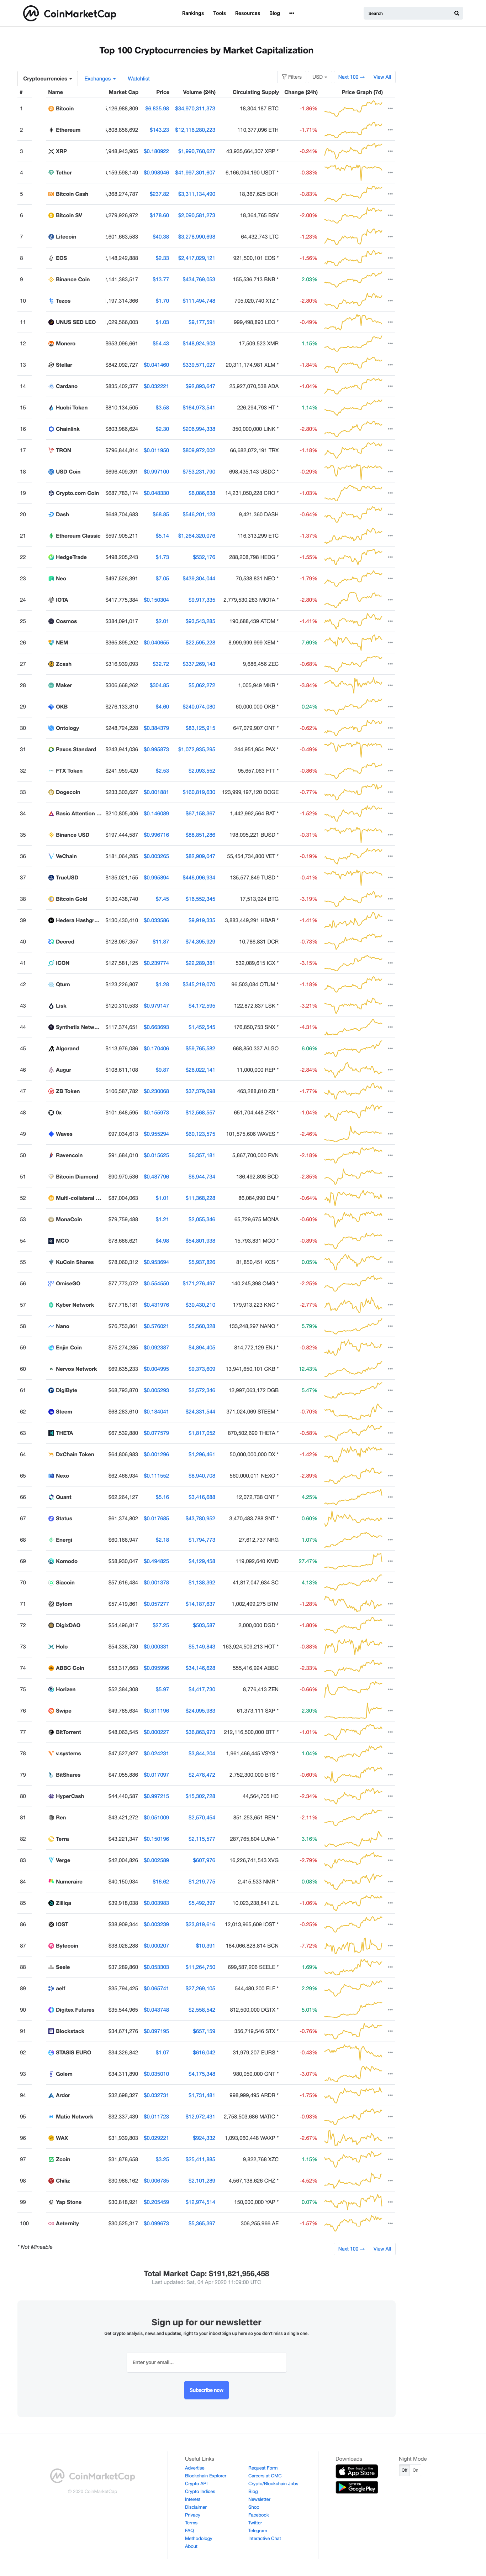 CoinMarketCap
Rankings Tools Resources Blog ••• Search
Top 100 Cryptocurrencies by Market Capitalization
Cryptocurrencies Exchanges Watchlist Filters USD Next 100 → View All
# Name Market Cap Price Volume (24h) Circulating Supply Change (24h) Price Graph (7d)
1 Bitcoin $6,835.98 $34,970,311,373 18,304,187 BTC -1.86%
2 Ethereum $143.23 $12,116,280,223 110,377,096 ETH -1.71%
3 XRP $0.180922 $1,990,760,627 43,935,664,307 XRP * -0.24%
4 Tether $0.998946 $41,997,301,607 6,166,094,190 USDT * -0.33%
5 Bitcoin Cash $237.82 $3,311,134,490 18,367,625 BCH -0.83%
6 Bitcoin SV $178.60 $2,090,581,273 18,364,765 BSV -2.00%
7 Litecoin $40.38 $3,278,990,698 64,432,743 LTC -1.23%
8 EOS $2.33 $2,417,029,121 921,500,101 EOS * -1.56%
9 Binance Coin $13.77 $434,769,053 155,536,713 BNB * 2.03%
10 Tezos $1.70 $111,494,748 705,020,740 XTZ * -2.80%
11 UNUS SED LEO $1.03 $9,177,591 999,498,893 LEO * -0.49%
12 Monero $953,096,661 $54.43 $148,924,903 17,509,523 XMR 1.15%
13 Stellar $842,092,727 $0.041460 $339,571,027 20,311,174,981 XLM * -1.84%
14 Cardano $835,402,377 $0.032221 $92,893,647 25,927,070,538 ADA -1.04%
15 Huobi Token $810,134,505 $3.58 $164,973,541 226,294,793 HT * 1.14%
16 Chainlink $803,986,624 $2.30 $206,994,338 350,000,000 LINK * -2.80%
17 TRON $796,844,814 $0.011950 $809,972,002 66,682,072,191 TRX -1.18%
18 USD Coin $696,409,391 $0.997100 $753,231,790 698,435,143 USDC * -0.29%
19 Crypto.com Coin $687,783,174 $0.048330 $6,086,638 14,231,050,228 CRO * -1.03%
20 Dash $648,704,683 $68.85 $546,201,123 9,421,360 DASH -0.64%
21 Ethereum Classic $597,905,211 $5.14 $1,264,320,076 116,313,299 ETC -1.37%
22 HedgeTrade $498,205,243 $1.73 $532,176 288,208,798 HEDG * -1.55%
23 Neo $497,526,391 $7.05 $439,304,044 70,538,831 NEO * -1.79%
24 IOTA $417,775,384 $0.150304 $9,917,335 2,779,530,283 MIOTA * -2.80%
25 Cosmos $384,091,017 $2.01 $93,543,285 190,688,439 ATOM * -1.41%
26 NEM $365,895,202 $0.040655 $22,595,228 8,999,999,999 XEM * 7.69%
27 Zcash $316,939,093 $32.72 $337,269,143 9,686,456 ZEC -0.68%
28 Maker $306,668,262 $304.85 $5,062,272 1,005,949 MKR * -3.84%
29 OKB $276,133,810 $4.60 $240,074,080 60,000,000 OKB * 0.24%
30 Ontology $248,724,228 $0.384379 $83,125,915 647,079,907 ONT * -0.62%
31 Paxos Standard $243,941,036 $0.995873 $1,072,935,295 244,951,954 PAX * -0.49%
32 FTX Token $241,959,420 $2.53 $2,093,552 95,657,063 FTT * -0.86%
33 Dogecoin $233,303,627 $0.001881 $160,819,630 123,999,197,120 DOGE -0.77%
34 Basic Attention ... $210,805,406 $0.146089 $67,158,367 1,442,992,564 BAT * -1.52%
35 Binance USD $197,444,587 $0.996716 $88,851,286 198,095,221 BUSD * -0.31%
36 VeChain $181,064,285 $0.003265 $82,909,047 55,454,734,800 VET * -0.19%
37 TrueUSD $135,021,155 $0.995894 $446,096,934 135,577,849 TUSD * -0.41%
38 Bitcoin Gold $130,438,740 $7.45 $16,552,345 17,513,924 BTG -3.19%
39 Hedera Hashgr... $130,430,410 $0.033586 $9,919,335 3,883,449,291 HBAR * -1.41%
40 Decred $128,067,357 $11.87 $74,395,929 10,786,831 DCR -0.73%
41 ICON $127,581,125 $0.239774 $22,289,381 532,089,615 ICX * -3.15%
42 Qtum $123,226,807 $1.28 $345,219,070 96,503,084 QTUM * -1.18%
43 Lisk $120,310,533 $0.979147 $4,172,595 122,872,837 LSK * -3.21%
44 Synthetix Netw... $117,374,651 $0.663693 $1,452,545 176,850,753 SNX * -4.31%
45 Algorand $113,976,086 $0.170406 $59,765,582 668,850,337 ALGO 6.06%
46 Augur $108,611,108 $9.87 $26,022,141 11,000,000 REP * -2.84%
47 ZB Token $106,587,782 $0.230068 $37,379,098 463,288,810 ZB * -1.77%
48 0x $101,648,595 $0.155973 $12,568,557 651,704,448 ZRX * -1.04%
49 Waves $97,034,613 $0.955294 $60,123,575 101,575,606 WAVES * -2.46%
50 Ravencoin $91,684,010 $0.015625 $6,357,181 5,867,700,000 RVN -2.18%
51 Bitcoin Diamond $90,970,536 $0.487796 $6,944,734 186,492,898 BCD -2.85%
52 Multi-collateral ... $87,004,063 $1.01 $11,368,228 86,084,990 DAI * -0.64%
53 MonaCoin $79,759,488 $1.21 $2,055,346 65,729,675 MONA -0.60%
54 MCO $78,686,621 $4.98 $54,801,938 15,793,831 MCO * -0.89%
55 KuCoin Shares $78,060,312 $0.953694 $5,937,826 81,850,451 KCS * 0.05%
56 OmiseGO $77,773,072 $0.554550 $171,276,497 140,245,398 OMG * -2.25%
57 Kyber Network $77,718,181 $0.431976 $30,430,210 179,913,223 KNC * -2.77%
58 Nano $76,753,861 $0.576021 $5,560,328 133,248,297 NANO * 5.79%
59 Enjin Coin $75,274,285 $0.092387 $4,894,405 814,772,129 ENJ * -0.82%
60 Nervos Network $69,635,233 $0.004995 $9,373,609 13,941,650,101 CKB * 12.43%
61 DigiByte $68,793,870 $0.005293 $2,572,346 12,997,063,172 DGB 5.47%
62 Steem $68,283,610 $0.184041 $24,331,544 371,024,069 STEEM * -0.70%
63 THETA $67,532,880 $0.077579 $1,817,052 870,502,690 THETA * -0.58%
64 DxChain Token $64,806,983 $0.001296 $1,296,461 50,000,000,000 DX * -1.42%
65 Nexo $62,468,934 $0.111552 $8,940,708 560,000,011 NEXO * -2.89%
66 Quant $62,264,127 $5.16 $3,416,688 12,072,738 QNT * 4.25%
67 Status $61,374,802 $0.017685 $43,780,952 3,470,483,788 SNT * 0.60%
68 Energi $60,166,947 $2.18 $1,794,773 27,612,737 NRG 1.07%
69 Komodo $58,930,047 $0.494825 $4,129,458 119,092,640 KMD 27.47%
70 Siacoin $57,616,484 $0.001378 $1,138,392 41,817,047,634 SC 4.13%
71 Bytom $57,419,861 $0.057277 $14,187,637 1,002,499,275 BTM -1.28%
72 DigixDAO $54,496,817 $27.25 $503,587 2,000,000 DGD * -1.80%
73 Holo $54,338,730 $0.000331 $5,149,843 163,924,509,213 HOT * -0.88%
74 ABBC Coin $53,317,663 $0.095996 $34,146,628 555,416,924 ABBC -2.33%
75 Horizen $52,384,308 $5.97 $4,417,730 8,776,413 ZEN -0.66%
76 Swipe $49,785,634 $0.811196 $24,095,983 61,373,111 SXP * 2.30%
77 BitTorrent $48,063,545 $0.000227 $36,863,973 212,116,500,000 BTT * -1.01%
78 v.systems $47,527,927 $0.024231 $3,844,204 1,961,466,445 VSYS * 1.04%
79 BitShares $47,055,886 $0.017097 $2,478,472 2,752,300,000 BTS * -0.60%
80 HyperCash $44,440,587 $0.997215 $15,302,728 44,564,705 HC -2.34%
81 Ren $43,421,272 $0.051009 $2,570,454 851,253,651 REN * -2.11%
82 Terra $43,221,347 $0.150196 $2,115,577 287,765,804 LUNA * 3.16%
83 Verge $42,004,826 $0.002589 $607,976 16,226,741,543 XVG -2.79%
84 Numeraire $40,150,934 $16.62 $1,219,775 2,415,533 NMR * 0.08%
85 Zilliqa $39,918,038 $0.003983 $5,492,397 10,023,238,841 ZIL -1.06%
86 IOST $38,909,344 $0.003239 $23,819,616 12,013,965,609 IOST * -0.25%
87 Bytecoin $38,028,288 $0.000207 $10,391 184,066,828,814 BCN -7.72%
88 Seele $37,289,860 $0.053303 $11,264,750 699,587,206 SEELE * 1.69%
89 aelf $35,794,425 $0.065741 $27,269,105 544,480,200 ELF * 2.29%
90 Digitex Futures $35,544,965 $0.043748 $2,558,542 812,500,000 DGTX * 5.01%
91 Blockstack $34,671,276 $0.097195 $657,159 356,719,546 STX * -0.76%
92 STASIS EURO $34,326,842 $1.07 $616,042 31,979,207 EURS * -0.43%
93 Golem $34,311,890 $0.035010 $4,175,348 980,050,000 GNT * -3.07%
94 Ardor $32,698,327 $0.032731 $1,731,481 998,999,495 ARDR * -1.75%
95 Matic Network $32,337,439 $0.011723 $12,972,431 2,758,503,686 MATIC * -0.93%
96 WAX $31,939,803 $0.029221 $924,332 1,093,060,448 WAXP * -2.67%
97 Zcoin $31,878,658 $3.25 $25,411,885 9,822,768 XZC 1.15%
98 Chiliz $30,986,162 $0.006785 $2,101,289 4,567,138,626 CHZ * -4.52%
99 Yap Stone $30,818,921 $0.205459 $12,974,514 150,000,000 YAP * 0.07%
100 Aeternity $30,525,317 $0.099673 $5,365,397 306,255,966 AE -1.57%
* Not Mineable Next 100 → View All
Total Market Cap: $191,821,956,458
Last updated: Sat, 04 Apr 2020 11:09:00 UTC
Sign up for our newsletter
Get crypto analysis, news and updates, right to your inbox! Sign up here so you don't miss a single one.
Enter your email...
Subscribe now
CoinMarketCap
© 2020 CoinMarketCap
Useful Links
Advertise Request Form
Blockchain Explorer Careers at CMC
Crypto API Crypto/Blockchain Jobs
Crypto Indices Blog
Interest Newsletter
Disclaimer Shop
Privacy Facebook
Terms Twitter
FAQ Telegram
Methodology Interactive Chat
About
Downloads
Download on the App Store
GET IT ON Google Play
Night Mode
Off On